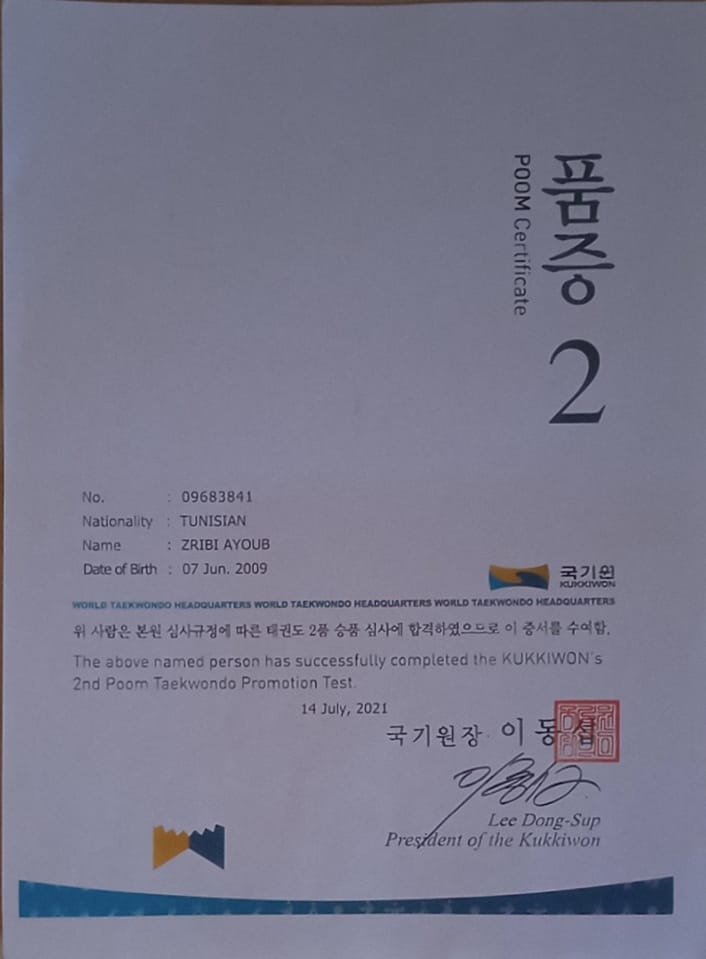 품증
POOM Certificate
2
No. : 09683841
Nationality : TUNISIAN
Name : ZRIBI AYOUB
Date of Birth : 07 Jun. 2009
국기원
KUKKIWON
WORLD TAEKWONDO HEADQUARTERS WORLD TAEKWONDO HEADQUARTERS WORLD TAEKWONDO HEADQUARTERS
위 사람은 본원 심사규정에 따른 태권도 2품 승품 심사에 합격하였으므로 이 증서를 수여함.
The above named person has successfully completed the KUKKIWON's
2nd Poom Taekwondo Promotion Test.
14 July, 2021
국기원장 이동섭
Lee Dong-Sup
President of the Kukkiwon